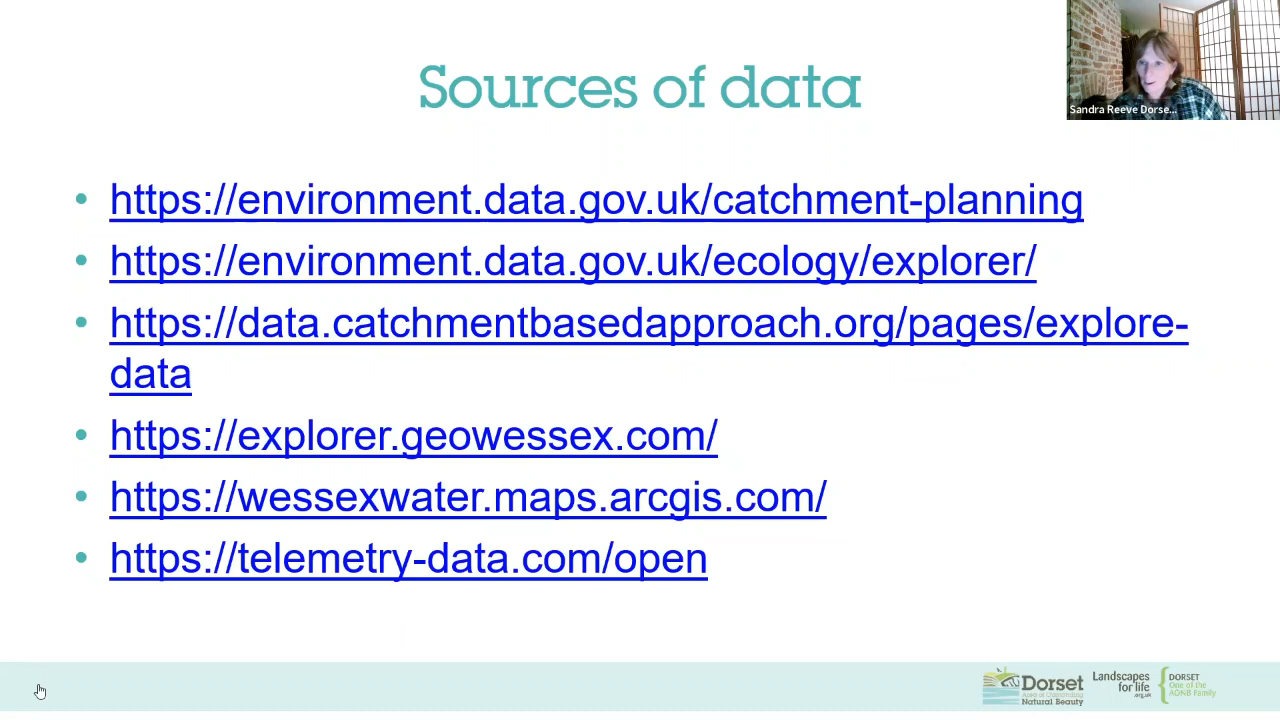 Sources of data
Sandra Reeve Dorse...
• https://environment.data.gov.uk/catchment-planning
• https://environment.data.gov.uk/ecology/explorer/
• https://data.catchmentbasedapproach.org/pages/explore-
data
• https://explorer.geowessex.com/
• https://wessexwater.maps.arcgis.com/
• https://telemetry-data.com/open
Dorset
Area of Outstanding
Natural Beauty
Landscapes
for life
.org.uk
DORSET
One of the
AONB Family